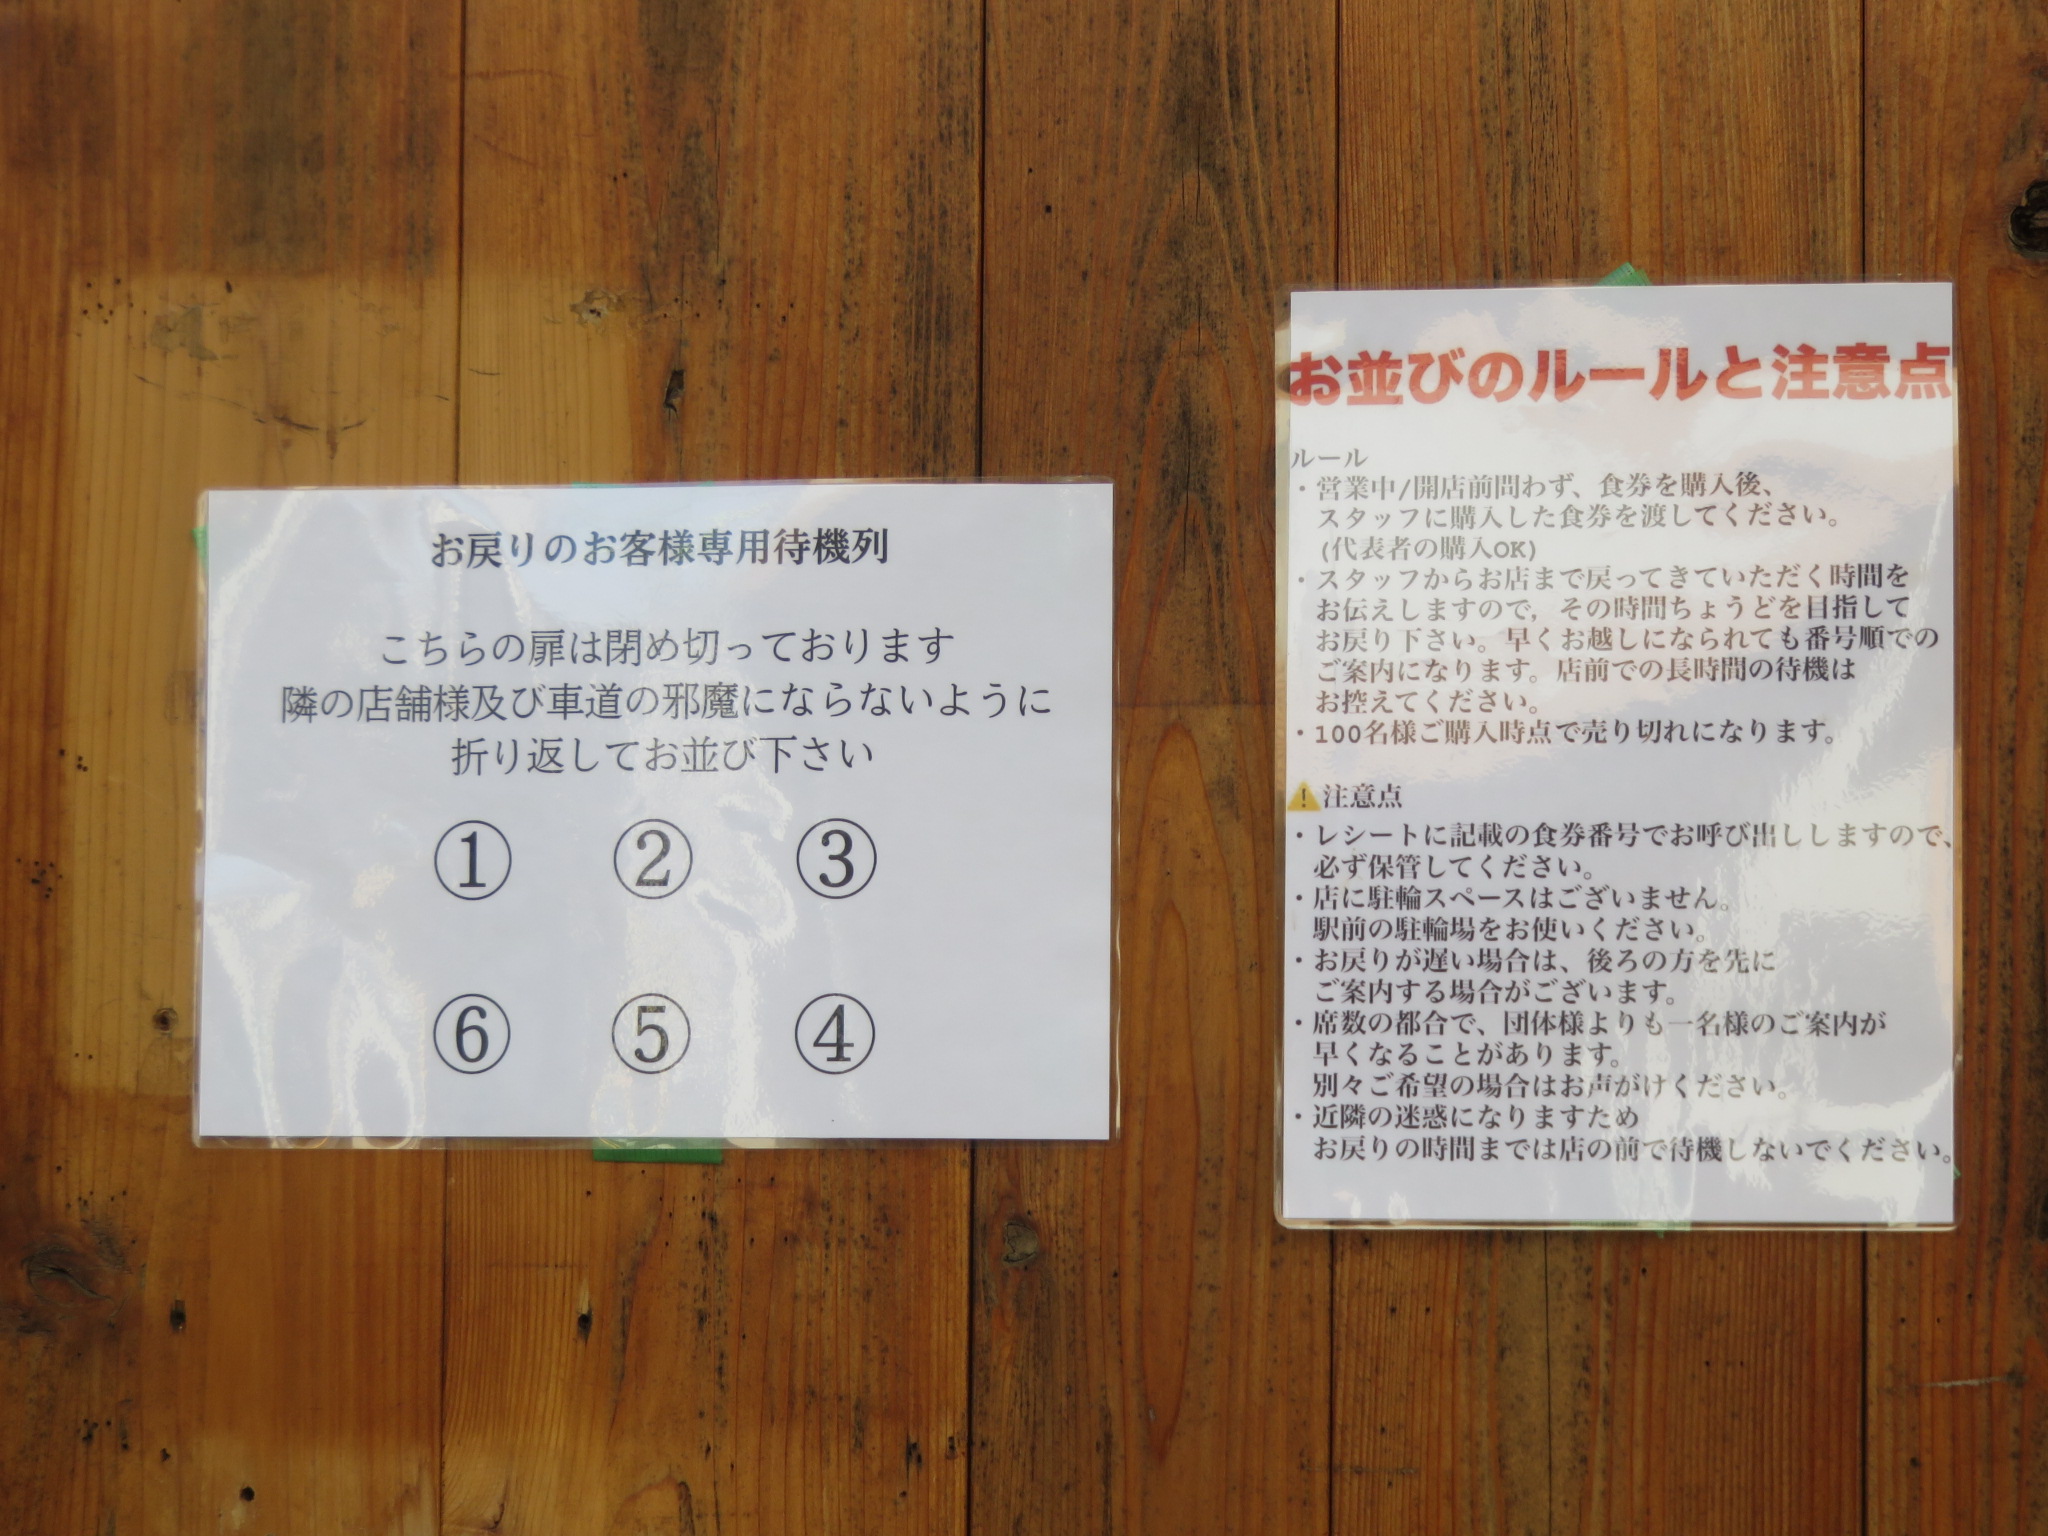 お戻りのお客様専用待機列
こちらの扉は閉め切っております
隣の店舗様及び車道の邪魔にならないように
折り返してお並び下さい
① ② ③
⑥ ⑤ ④
お並びのルールと注意点
ルール
・営業中/開店前問わず、食券を購入後、
スタッフに購入した食券を渡してください。
(代表者の購入OK)
・スタッフからお店まで戻ってきていただく時間を
お伝えしますので，その時間ちょうどを目指して
お戻り下さい。早くお越しになられても番号順での
ご案内になります。店前での長時間の待機は
お控えてください。
・100名様ご購入時点で売り切れになります。
⚠️注意点
・レシートに記載の食券番号でお呼び出ししますので、
必ず保管してください。
・店に駐輪スペースはございません。
駅前の駐輪場をお使いください。
・お戻りが遅い場合は、後ろの方を先に
ご案内する場合がございます。
・席数の都合で、団体様よりも一名様のご案内が
早くなることがあります。
別々ご希望の場合はお声がけください。
・近隣の迷惑になりますため
お戻りの時間までは店の前で待機しないでください。